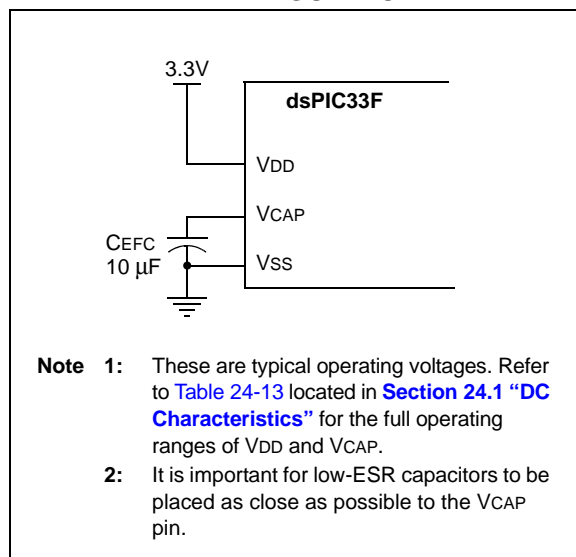 3.3V
dsPIC33F
VDD
VCAP
CEFC
10 μF
VSS
Note 1: These are typical operating voltages. Refer
to Table 24-13 located in Section 24.1 “DC
Characteristics” for the full operating
ranges of VDD and VCAP.
2: It is important for low-ESR capacitors to be
placed as close as possible to the VCAP
pin.